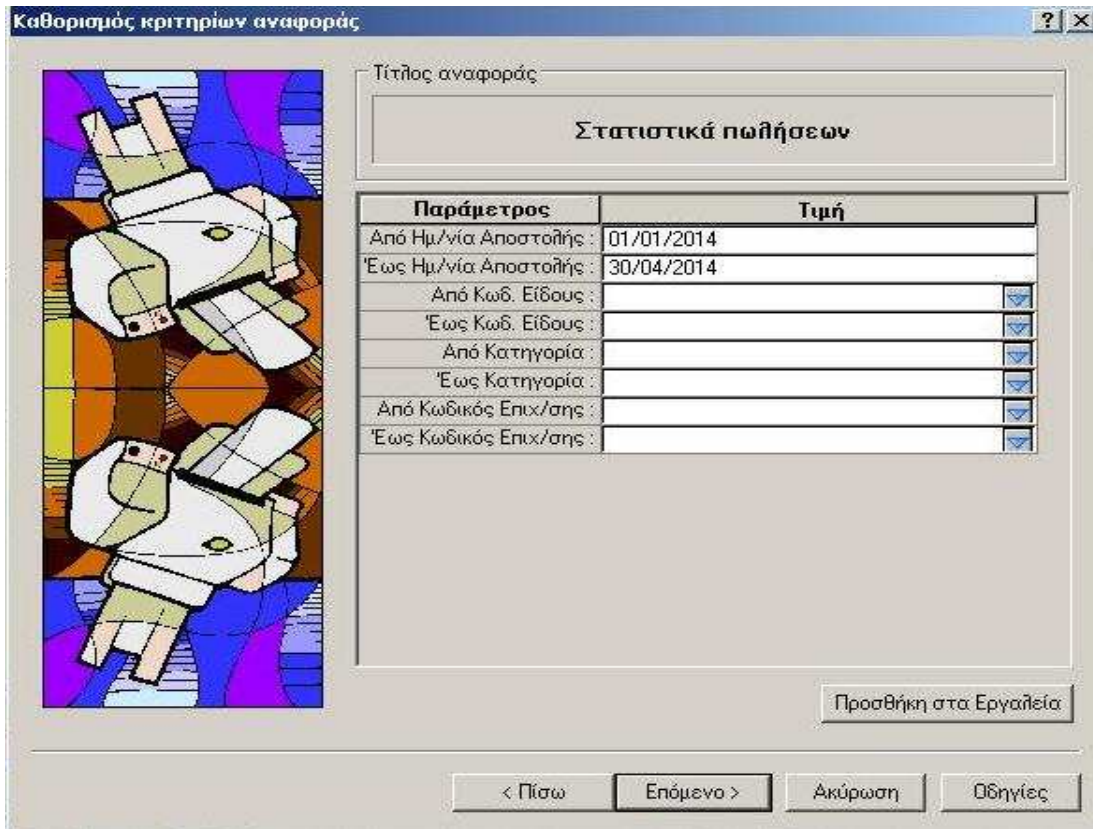 Καθορισμός κριτηρίων αναφοράς
Τίτλος αναφοράς
Στατιστικά πωλήσεων
Παράμετρος Τιμή
Από Ημ/νία Αποστολής : 01/01/2014
Έως Ημ/νία Αποστολής : 30/04/2014
Από Κωδ. Είδους :
Έως Κωδ. Είδους :
Από Κατηγορία :
Έως Κατηγορία :
Από Κωδικός Επιχ/σης :
Έως Κωδικός Επιχ/σης :
Προσθήκη στα Εργαλεία
< Πίσω Επόμενο > Ακύρωση Οδηγίες